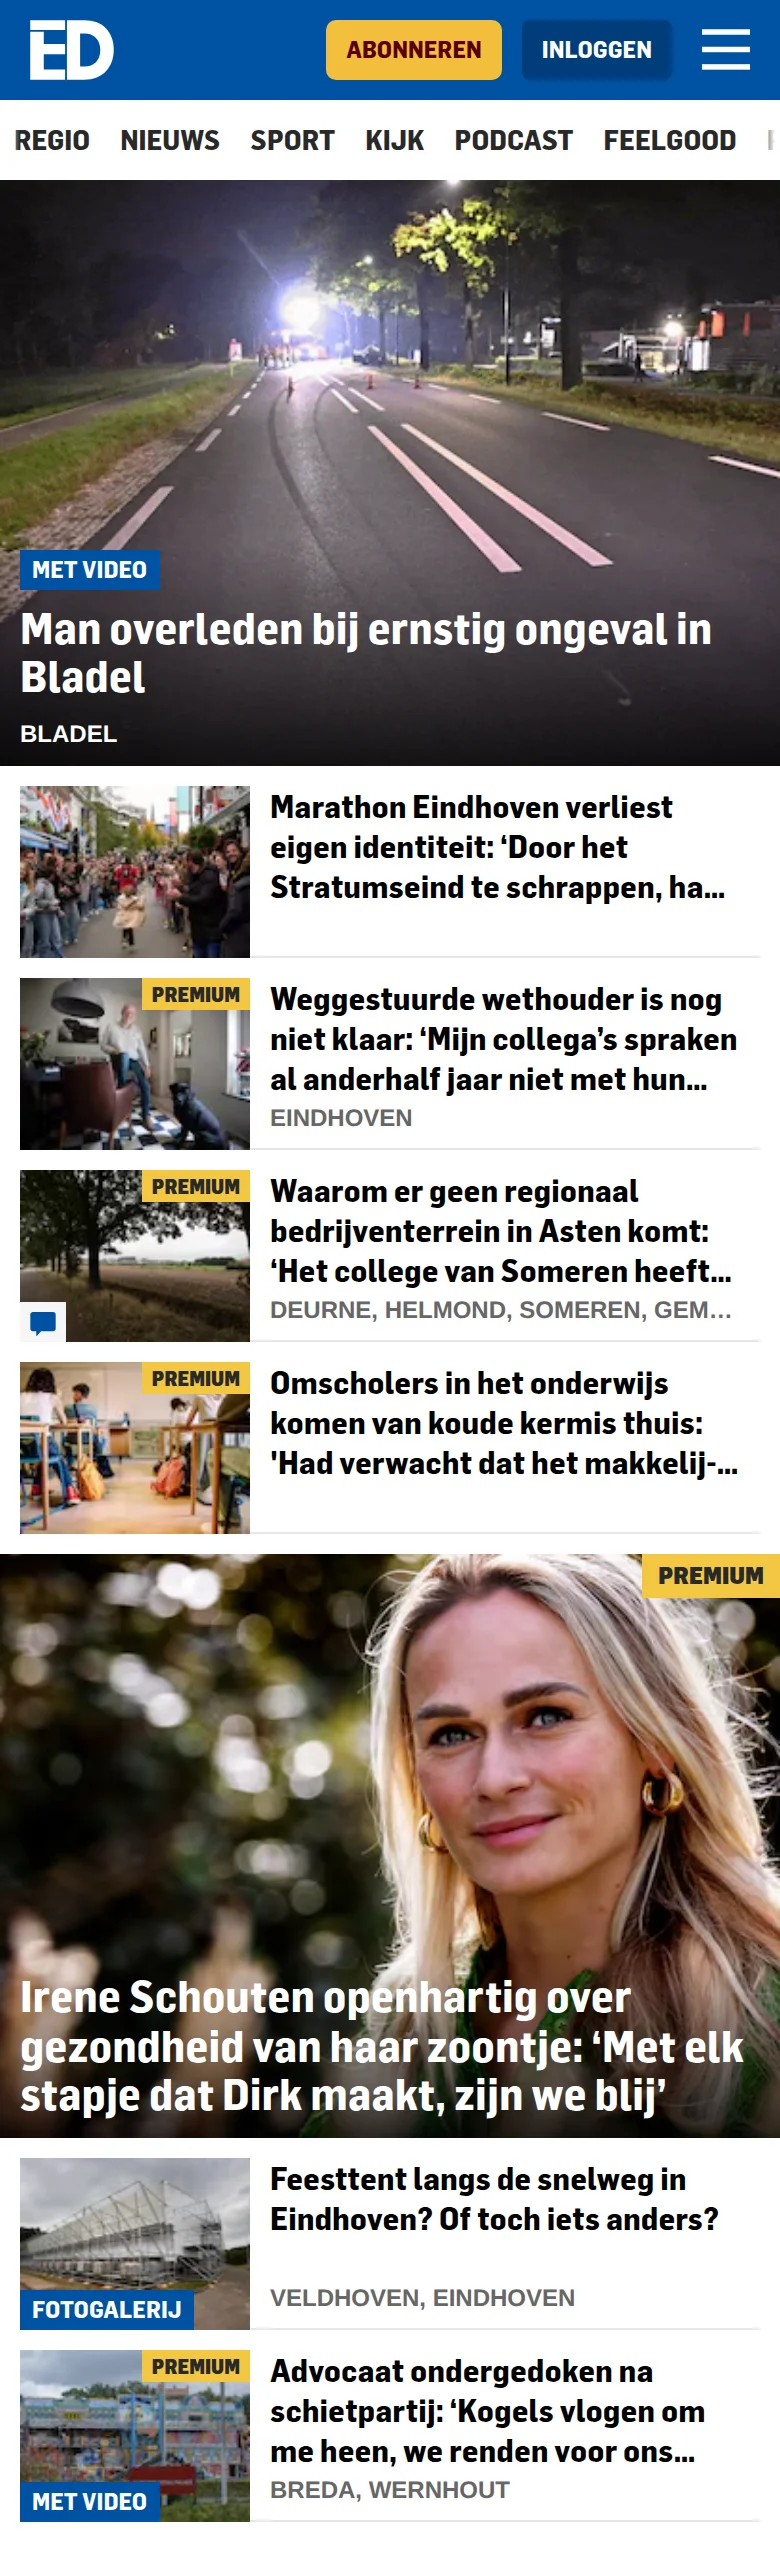 ED
ABONNEREN
INLOGGEN
REGIO NIEUWS SPORT KIJK PODCAST FEELGOOD
MET VIDEO
Man overleden bij ernstig ongeval in
Bladel
BLADEL
Marathon Eindhoven verliest
eigen identiteit: ‘Door het
Stratumseind te schrappen, ha...
PREMIUM
Weggestuurde wethouder is nog
niet klaar: ‘Mijn collega’s spraken
al anderhalf jaar niet met hun...
EINDHOVEN
PREMIUM
Waarom er geen regionaal
bedrijventerrein in Asten komt:
‘Het college van Someren heeft...
DEURNE, HELMOND, SOMEREN, GEM...
PREMIUM
Omscholers in het onderwijs
komen van koude kermis thuis:
'Had verwacht dat het makkelij-...
PREMIUM
Irene Schouten openhartig over
gezondheid van haar zoontje: ‘Met elk
stapje dat Dirk maakt, zijn we blij’
Feesttent langs de snelweg in
Eindhoven? Of toch iets anders?
FOTOGALERIJ
VELDHOVEN, EINDHOVEN
PREMIUM
Advocaat ondergedoken na
schietpartij: ‘Kogels vlogen om
me heen, we renden voor ons...
MET VIDEO
BREDA, WERNHOUT